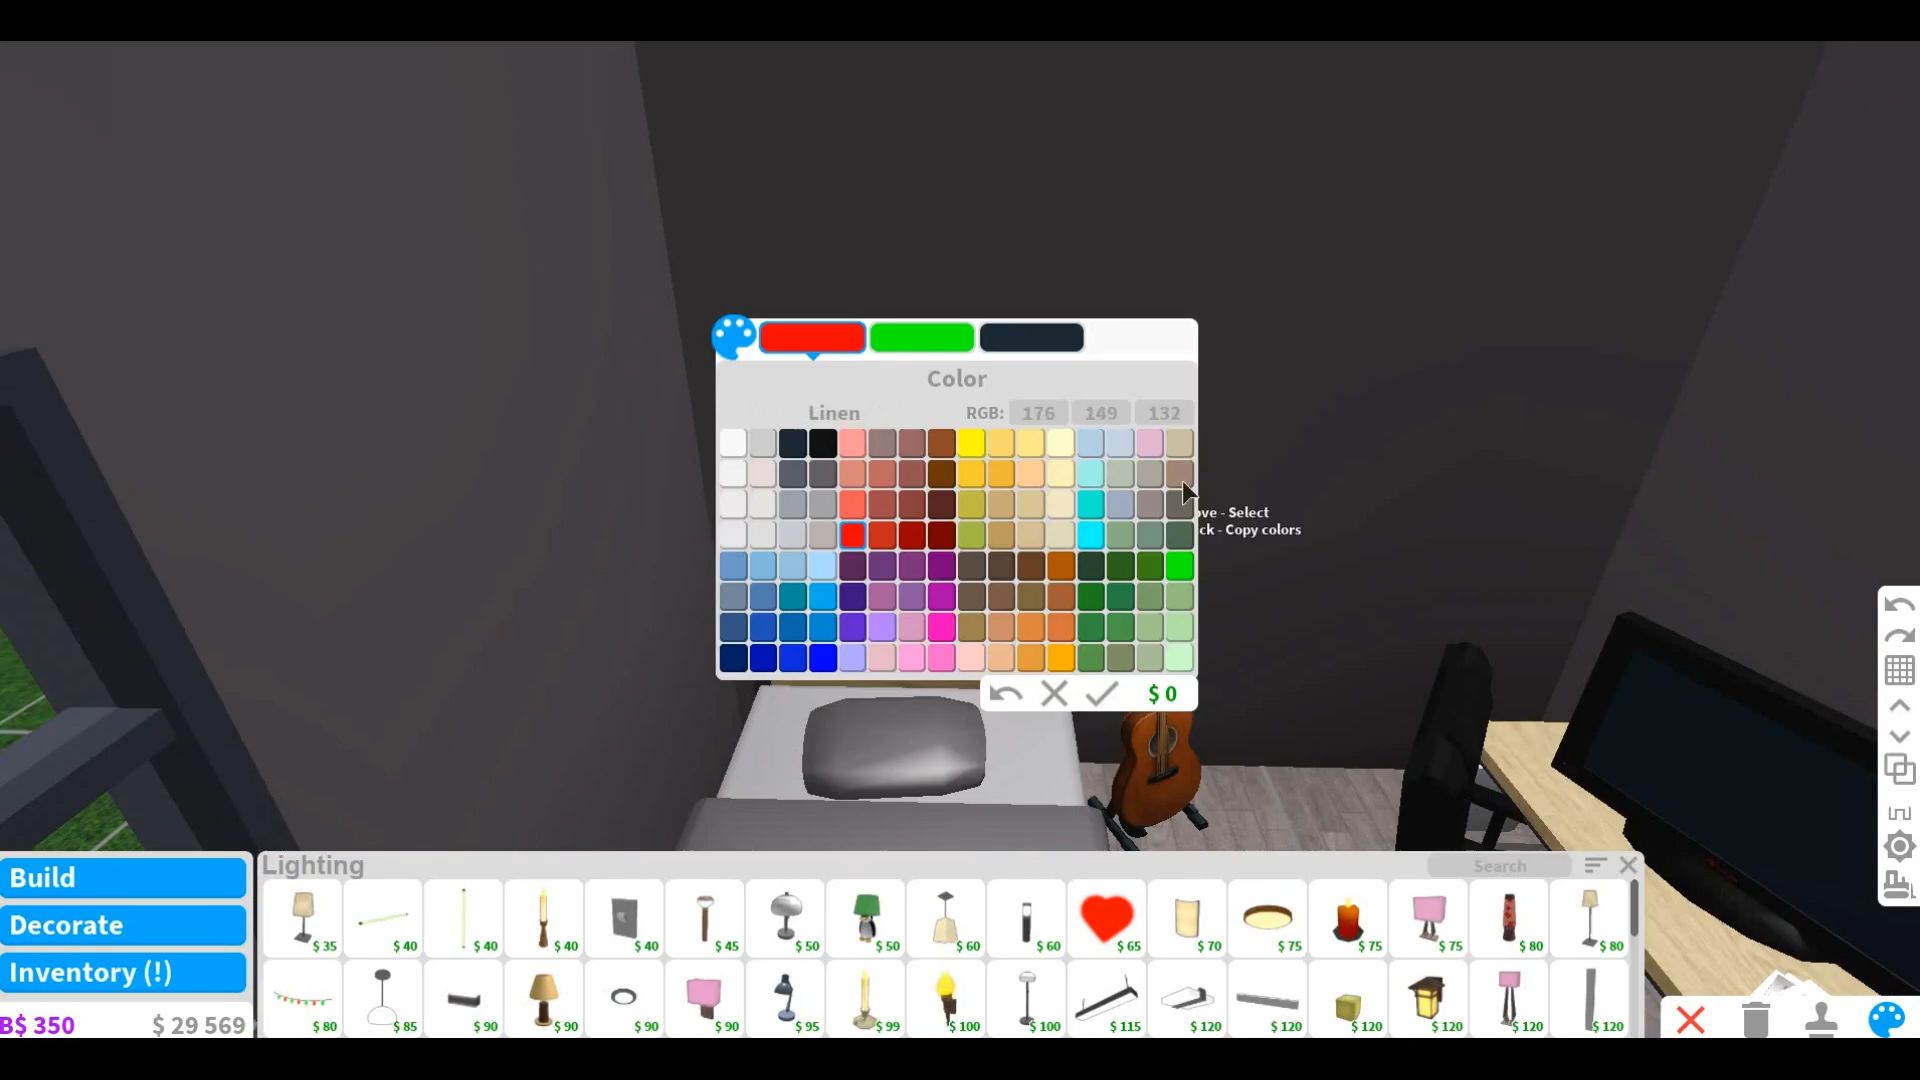 Color
Linen RGB: 176 149 132
ove - Select
ck - Copy colors
$ 0
Build
Decorate
Inventory (!)
B$ 350 $ 29 569
Lighting Search
$ 35 $ 40 $ 40 $ 40 $ 40 $ 45 $ 50 $ 50 $ 60 $ 60 $ 65 $ 70 $ 75 $ 75 $ 75 $ 80 $ 80
$ 80 $ 85 $ 90 $ 90 $ 90 $ 90 $ 95 $ 99 $ 100 $ 100 $ 115 $ 120 $ 120 $ 120 $ 120 $ 120 $ 120